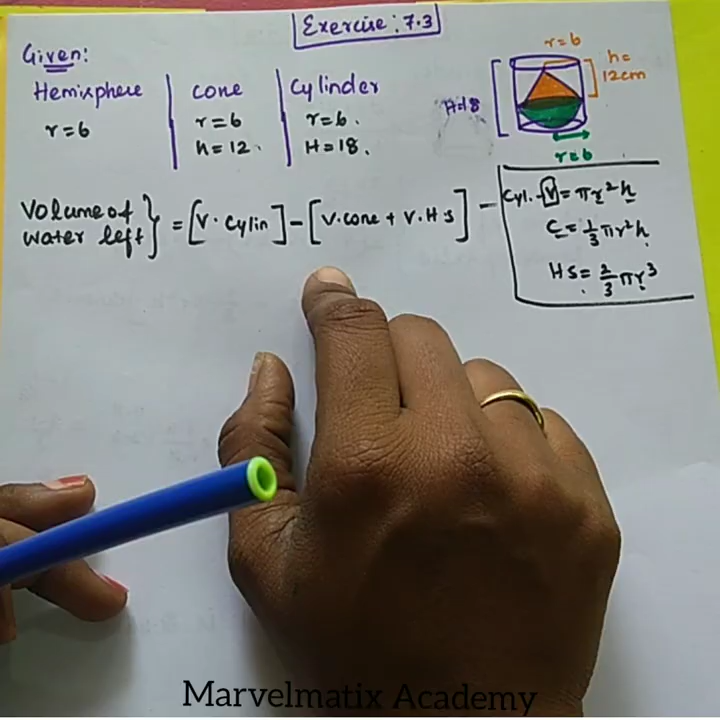 Exercise: 7.3
Given:
Hemisphere
r=6
cone
r=6
h=12.
Cylinder
r=6.
H=18.
r=6
h=
12cm
H=18
r=6
Volume of
water left} = [V. Cylin] - [V.cone + V.HS] -
Cyl.-V = πr²h
C = 1/3 πr²h
HS = 2/3 πr³
Marvelmatix Academy